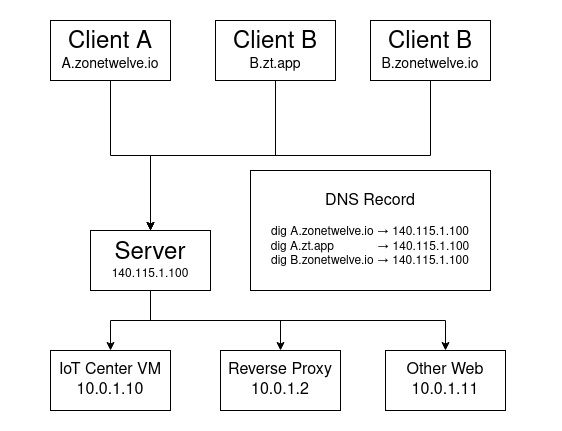 Client A
A.zonetwelve.io
Client B
B.zt.app
Client B
B.zonetwelve.io
DNS Record
dig A.zonetwelve.io → 140.115.1.100
dig A.zt.app → 140.115.1.100
dig B.zonetwelve.io → 140.115.1.100
Server
140.115.1.100
IoT Center VM
10.0.1.10
Reverse Proxy
10.0.1.2
Other Web
10.0.1.11